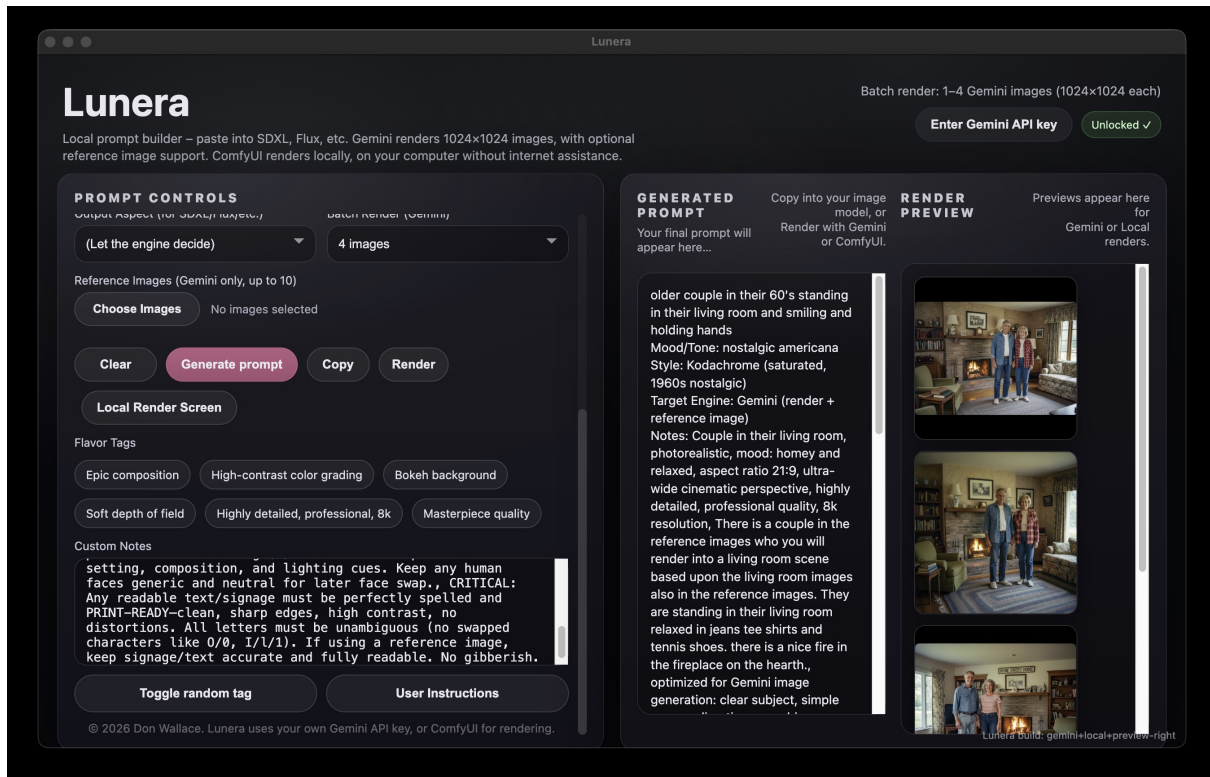 Lunera
Lunera
Local prompt builder – paste into SDXL, Flux, etc. Gemini renders 1024×1024 images, with optional
reference image support. ComfyUI renders locally, on your computer without internet assistance.
Batch render: 1–4 Gemini images (1024×1024 each)
Enter Gemini API key
Unlocked ✓
PROMPT CONTROLS
Output Aspect (for SDXL/Flux/etc.)
Batch Render (Gemini)
(Let the engine decide)
4 images
Reference Images (Gemini only, up to 10)
Choose Images
No images selected
Clear
Generate prompt
Copy
Render
Local Render Screen
Flavor Tags
Epic composition
High-contrast color grading
Bokeh background
Soft depth of field
Highly detailed, professional, 8k
Masterpiece quality
Custom Notes
setting, composition, and lighting cues. Keep any human
faces generic and neutral for later face swap., CRITICAL:
Any readable text/signage must be perfectly spelled and
PRINT–READY—clean, sharp edges, high contrast, no
distortions. All letters must be unambiguous (no swapped
characters like O/0, I/l/1). If using a reference image,
keep signage/text accurate and fully readable. No gibberish.
Toggle random tag
User Instructions
© 2026 Don Wallace. Lunera uses your own Gemini API key, or ComfyUI for rendering.
GENERATED
PROMPT
Your final prompt will
appear here...
Copy into your image
model, or
Render with Gemini
or ComfyUI.
older couple in their 60's standing
in their living room and smiling and
holding hands
Mood/Tone: nostalgic americana
Style: Kodachrome (saturated,
1960s nostalgic)
Target Engine: Gemini (render +
reference image)
Notes: Couple in their living room,
photorealistic, mood: homey and
relaxed, aspect ratio 21:9, ultra-
wide cinematic perspective, highly
detailed, professional quality, 8k
resolution, There is a couple in the
reference images who you will
render into a living room scene
based upon the living room images
also in the reference images. They
are standing in their living room
relaxed in jeans tee shirts and
tennis shoes. there is a nice fire in
the fireplace on the hearth.,
optimized for Gemini image
generation: clear subject, simple
RENDER
PREVIEW
Previews appear here
for
Gemini or Local
renders.
Lunera build: gemini+local+preview-right